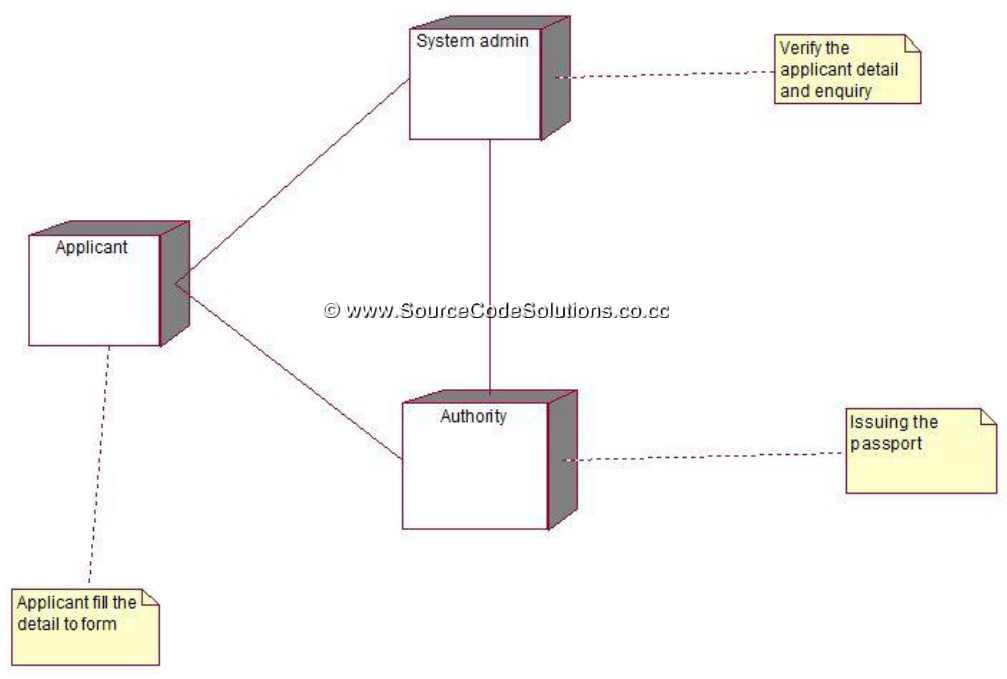 System admin
Verify the
applicant detail
and enquiry
Applicant
© www.SourceCodeSolutions.co.cc
Authority
Issuing the
passport
Applicant fill the
detail to form